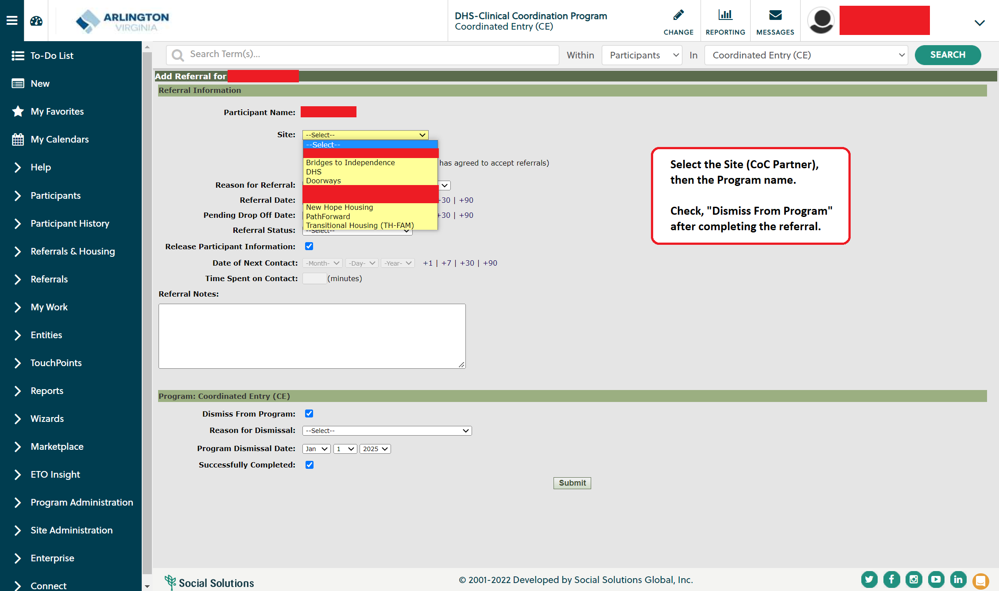 ARLINGTON
VIRGINIA
DHS-Clinical Coordination Program
Coordinated Entry (CE)
CHANGE
REPORTING
MESSAGES
Search Term(s)...
Within
Participants
In
Coordinated Entry (CE)
SEARCH
To-Do List
New
My Favorites
My Calendars
Help
Participants
Participant History
Referrals & Housing
Referrals
My Work
Entities
TouchPoints
Reports
Wizards
Marketplace
ETO Insight
Program Administration
Site Administration
Enterprise
Connect
Add Referral for
Referral Information
Participant Name:
Site: --Select--
--Select--
Bridges to Independence
DHS
Doorways
New Hope Housing
PathForward
Transitional Housing (TH-FAM)
has agreed to accept referrals)
Reason for Referral:
Referral Date: +30 | +90
Pending Drop Off Date: +30 | +90
Referral Status: --Select--
Release Participant Information:
Date of Next Contact: -Month- -Day- -Year- +1 | +7 | +30 | +90
Time Spent on Contact: (minutes)
Referral Notes:
Select the Site (CoC Partner),
then the Program name.
Check, "Dismiss From Program"
after completing the referral.
Program: Coordinated Entry (CE)
Dismiss From Program:
Reason for Dismissal: --Select--
Program Dismissal Date: Jan 1 2025
Successfully Completed:
Submit
Social Solutions
© 2001-2022 Developed by Social Solutions Global, Inc.